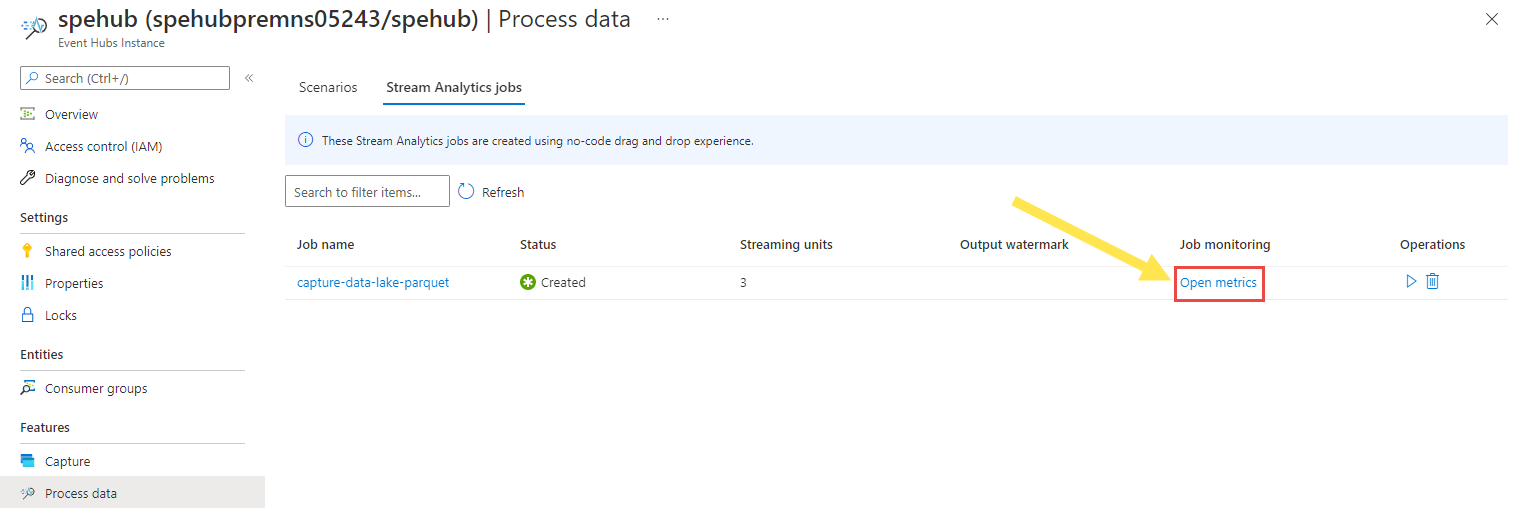 spehub (spehubpremns05243/spehub) | Process data ...
Event Hubs Instance
Search (Ctrl+/)
Overview
Access control (IAM)
Diagnose and solve problems
Settings
Shared access policies
Properties
Locks
Entities
Consumer groups
Features
Capture
Process data
Scenarios Stream Analytics jobs
These Stream Analytics jobs are created using no-code drag and drop experience.
Search to filter items... Refresh
Job name Status Streaming units Output watermark Job monitoring Operations
capture-data-lake-parquet Created 3 Open metrics